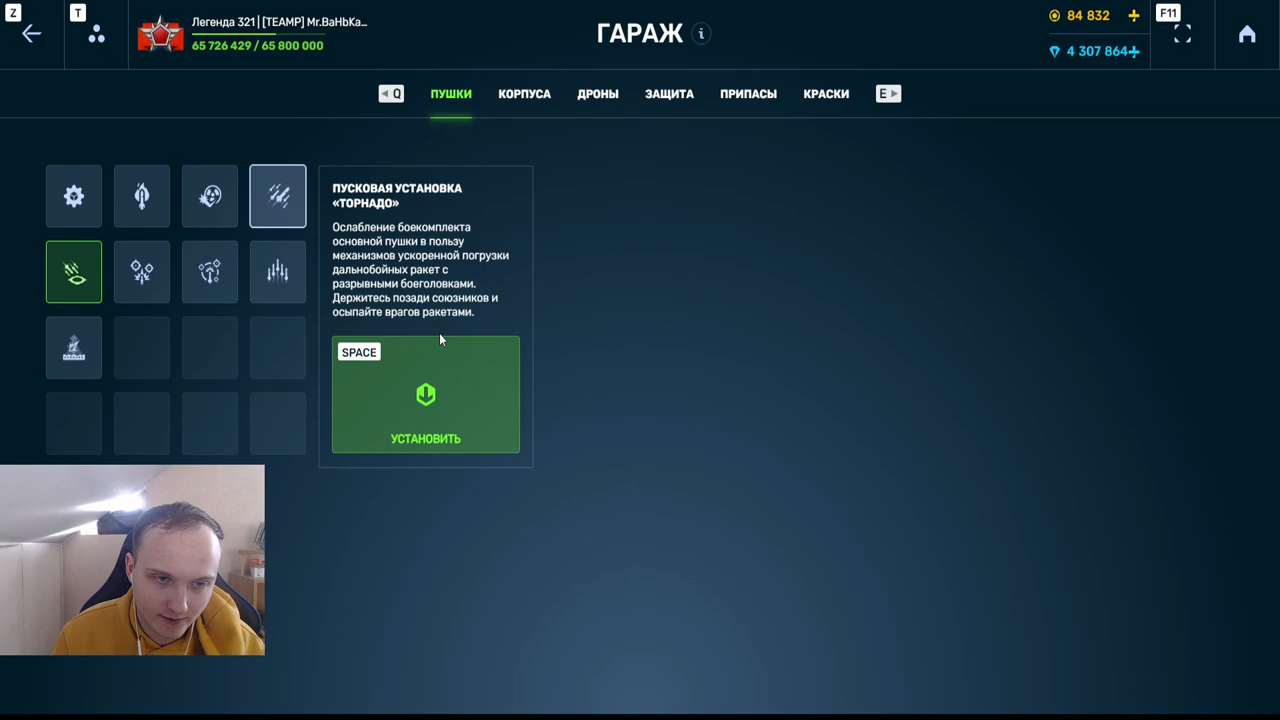 Z
T
Легенда 321 | [TEAMP] Mr.BaHbKa...
65 726 429 / 65 800 000
ГАРАЖ
i
84 832 +
4 307 864+
F11
Q
ПУШКИ
КОРПУСА
ДРОНЫ
ЗАЩИТА
ПРИПАСЫ
КРАСКИ
E
ПУСКОВАЯ УСТАНОВКА
«ТОРНАДО»
Ослабление боекомплекта
основной пушки в пользу
механизмов ускоренной погрузки
дальнобойных ракет с
разрывными боеголовками.
Держитесь позади союзников и
осыпайте врагов ракетами.
SPACE
УСТАНОВИТЬ